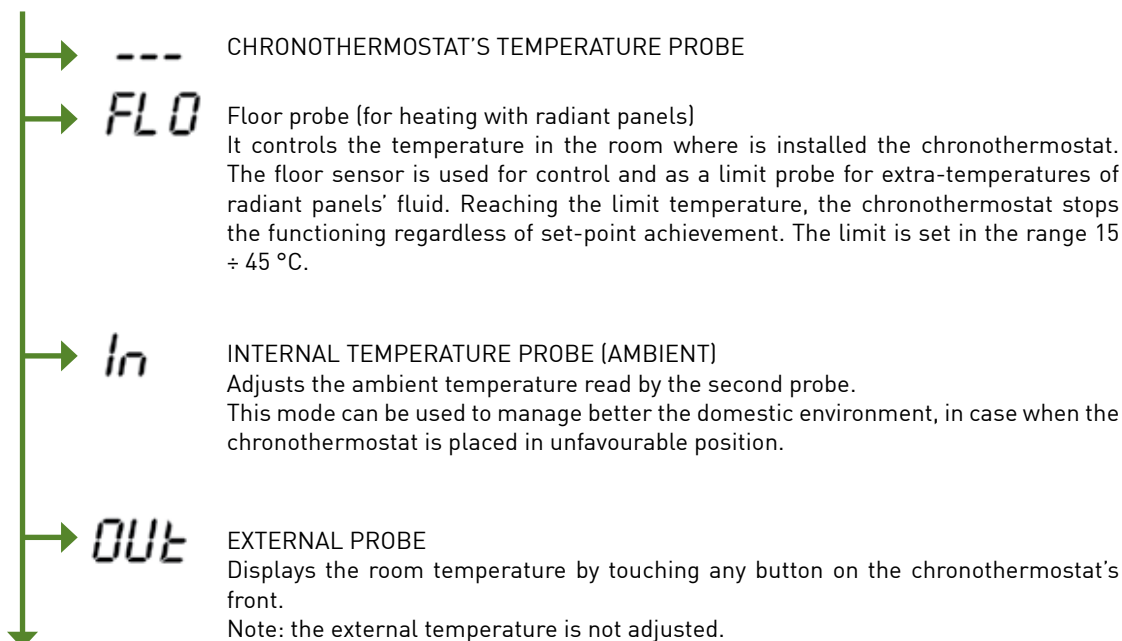 --- CHRONOTHERMOSTAT'S TEMPERATURE PROBE
FLO Floor probe (for heating with radiant panels)
It controls the temperature in the room where is installed the chronothermostat.
The floor sensor is used for control and as a limit probe for extra-temperatures of
radiant panels' fluid. Reaching the limit temperature, the chronothermostat stops
the functioning regardless of set-point achievement. The limit is set in the range 15
÷ 45 °C.
In INTERNAL TEMPERATURE PROBE (AMBIENT)
Adjusts the ambient temperature read by the second probe.
This mode can be used to manage better the domestic environment, in case when the
chronothermostat is placed in unfavourable position.
OUt EXTERNAL PROBE
Displays the room temperature by touching any button on the chronothermostat's
front.
Note: the external temperature is not adjusted.